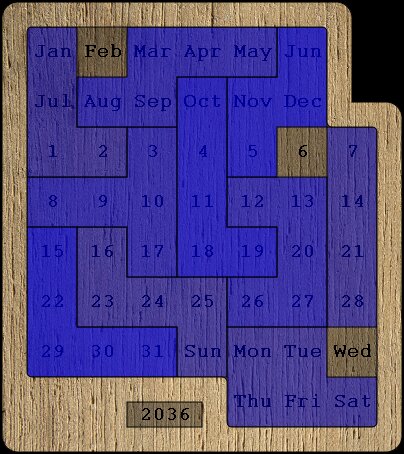 Jan Feb Mar Apr May Jun
Jul Aug Sep Oct Nov Dec
1 2 3 4 5 6 7
8 9 10 11 12 13 14
15 16 17 18 19 20 21
22 23 24 25 26 27 28
29 30 31 Sun Mon Tue Wed
Thu Fri Sat
2036